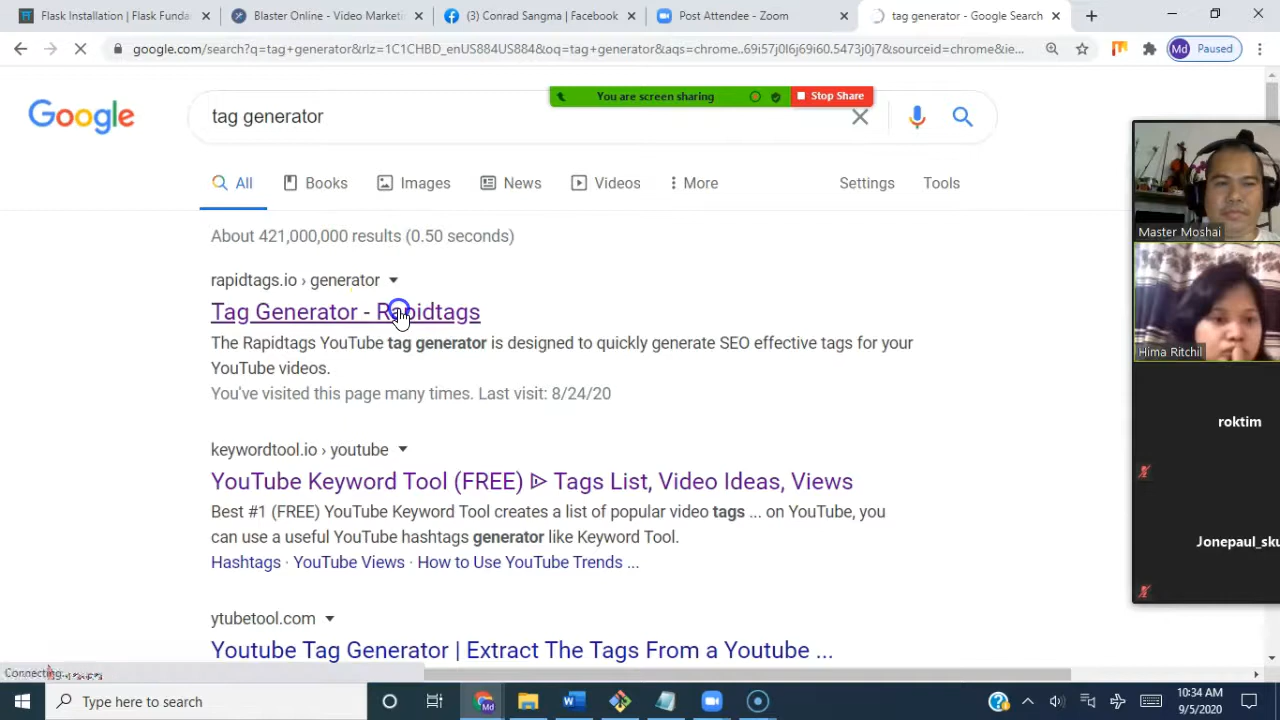 Flask Installation | Flask Funda
Blaster Online - Video Market
(3) Conrad Sangma | Facebook
Post Attendee - Zoom
tag generator - Google Search
google.com/search?q=tag+generator&rlz=1C1CHBD_enUS884US884&oq=tag+generator&aqs=chrome..69i57j0l6j69i60.5473j0j7&sourceid=chrome&ie...
Md Paused
You are screen sharing
Stop Share
Google
tag generator
All
Books
Images
News
Videos
More
Settings
Tools
About 421,000,000 results (0.50 seconds)
rapidtags.io › generator
Tag Generator - Rapidtags
The Rapidtags YouTube tag generator is designed to quickly generate SEO effective tags for your
YouTube videos.
You've visited this page many times. Last visit: 8/24/20
keywordtool.io › youtube
YouTube Keyword Tool (FREE) ᐈ Tags List, Video Ideas, Views
Best #1 (FREE) YouTube Keyword Tool creates a list of popular video tags ... on YouTube, you
can use a useful YouTube hashtags generator like Keyword Tool.
Hashtags · YouTube Views · How to Use YouTube Trends ...
ytubetool.com
Youtube Tag Generator | Extract The Tags From a Youtube ...
Master Moshai
Hima Ritchil
roktim
Jonepaul_sku
Connecting
Type here to search
Md
10:34 AM
9/5/2020